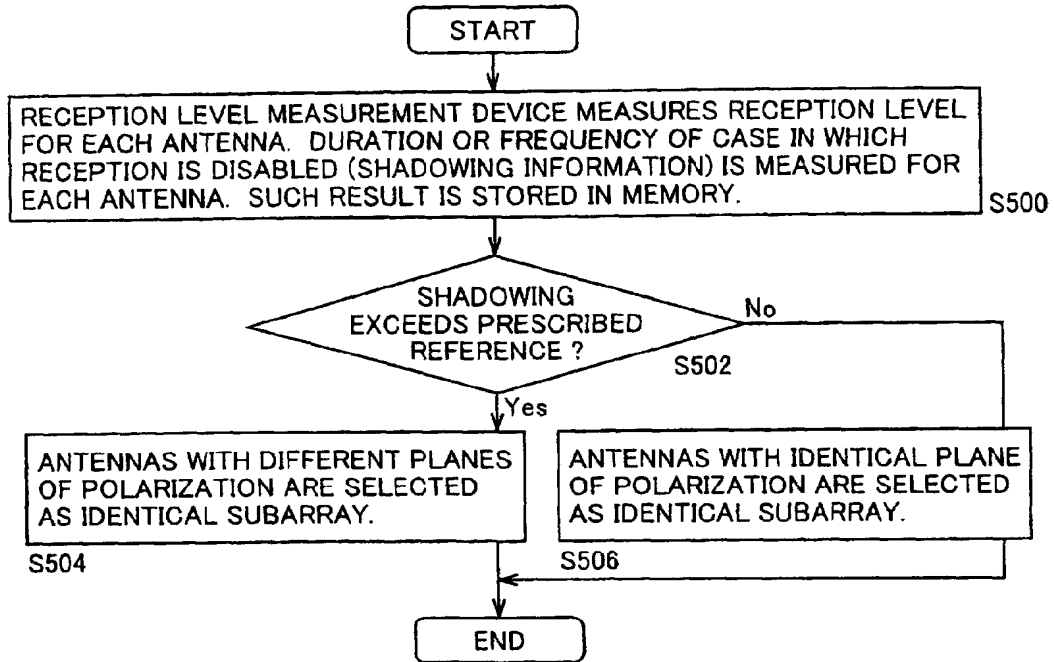 START
RECEPTION LEVEL MEASUREMENT DEVICE MEASURES RECEPTION LEVEL
FOR EACH ANTENNA. DURATION OR FREQUENCY OF CASE IN WHICH
RECEPTION IS DISABLED (SHADOWING INFORMATION) IS MEASURED FOR
EACH ANTENNA. SUCH RESULT IS STORED IN MEMORY.
S500
SHADOWING
EXCEEDS PRESCRIBED
REFERENCE ?
No
S502
Yes
ANTENNAS WITH DIFFERENT PLANES
OF POLARIZATION ARE SELECTED
AS IDENTICAL SUBARRAY.
S504
ANTENNAS WITH IDENTICAL PLANE
OF POLARIZATION ARE SELECTED
AS IDENTICAL SUBARRAY.
S506
END